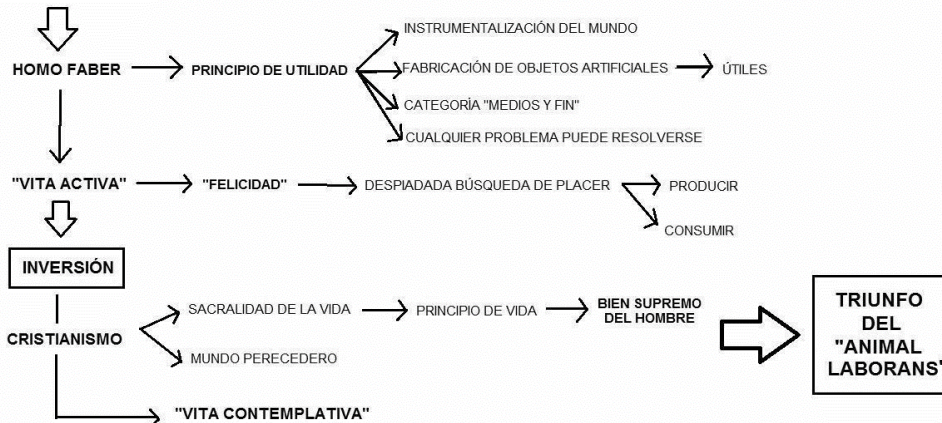 INSTRUMENTALIZACIÓN DEL MUNDO
HOMO FABER
PRINCIPIO DE UTILIDAD
FABRICACIÓN DE OBJETOS ARTIFICIALES
ÚTILES
CATEGORÍA "MEDIOS Y FIN"
CUALQUIER PROBLEMA PUEDE RESOLVERSE
"VITA ACTIVA"
"FELICIDAD"
DESPIADADA BÚSQUEDA DE PLACER
PRODUCIR
CONSUMIR
INVERSIÓN
CRISTIANISMO
SACRALIDAD DE LA VIDA
PRINCIPIO DE VIDA
BIEN SUPREMO
DEL HOMBRE
MUNDO PERECEDERO
"VITA CONTEMPLATIVA"
TRIUNFO
DEL
"ANIMAL
LABORANS"